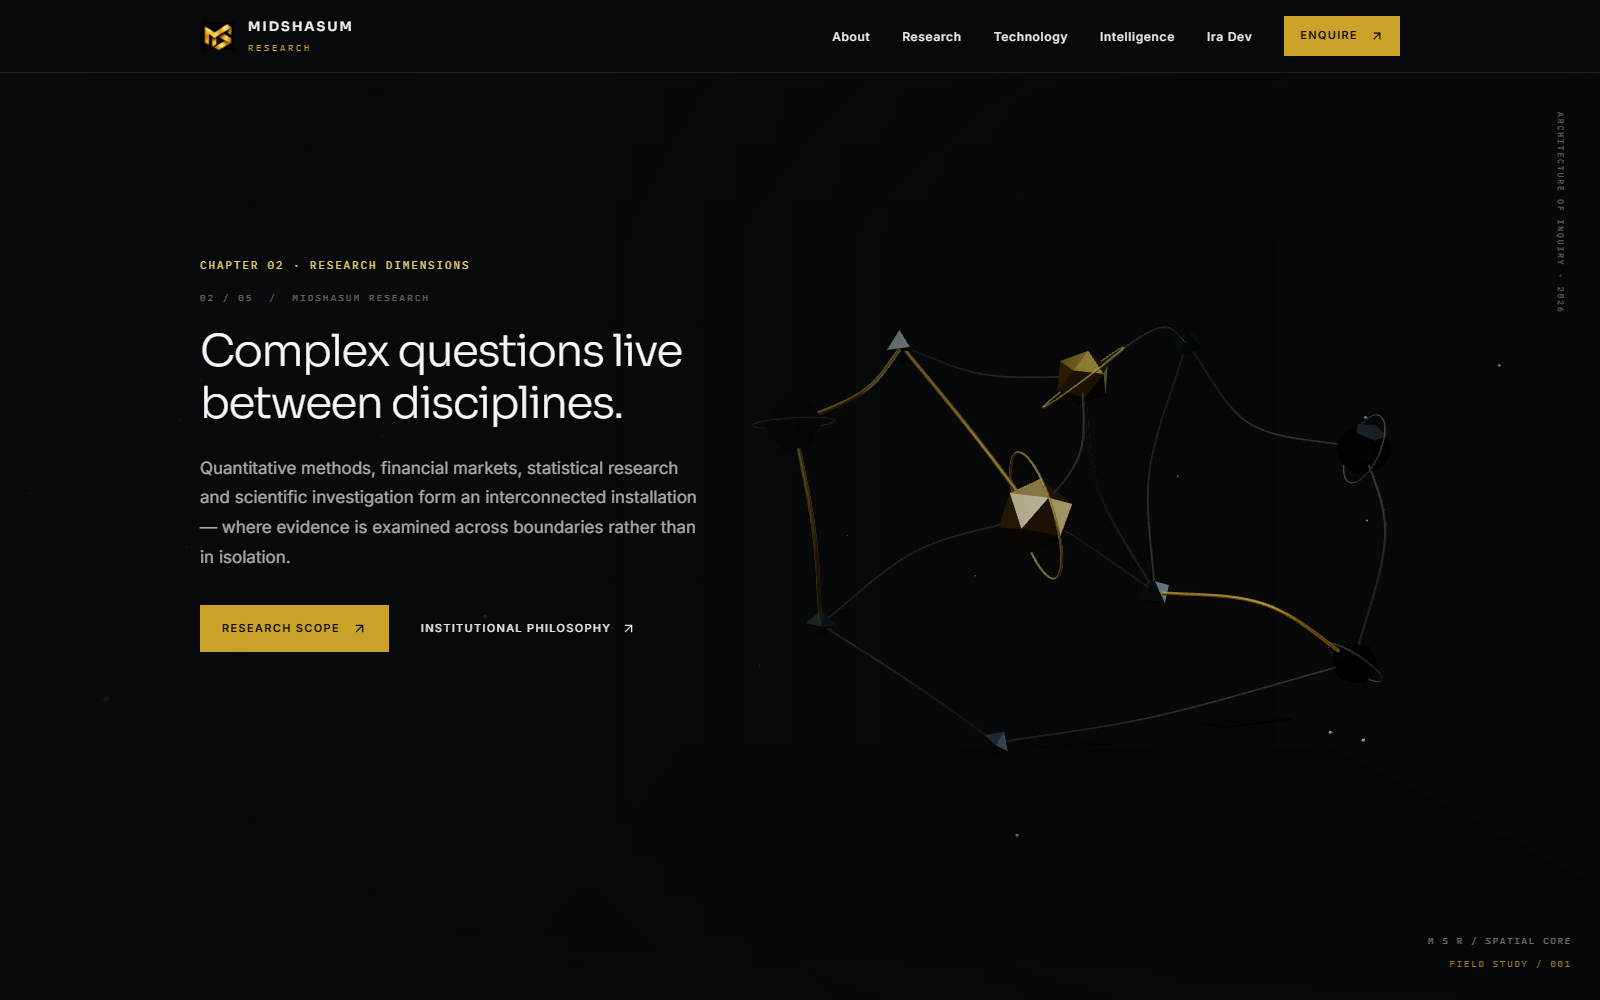 MIDSHASUM
RESEARCH
About
Research
Technology
Intelligence
Ira Dev
ENQUIRE
ARCHITECTURE OF INQUIRY · 2026
CHAPTER 02 · RESEARCH DIMENSIONS
02 / 05 / MIDSHASUM RESEARCH
Complex questions live
between disciplines.
Quantitative methods, financial markets, statistical research
and scientific investigation form an interconnected installation
— where evidence is examined across boundaries rather than
in isolation.
RESEARCH SCOPE
INSTITUTIONAL PHILOSOPHY
M S R / SPATIAL CORE
FIELD STUDY / 001